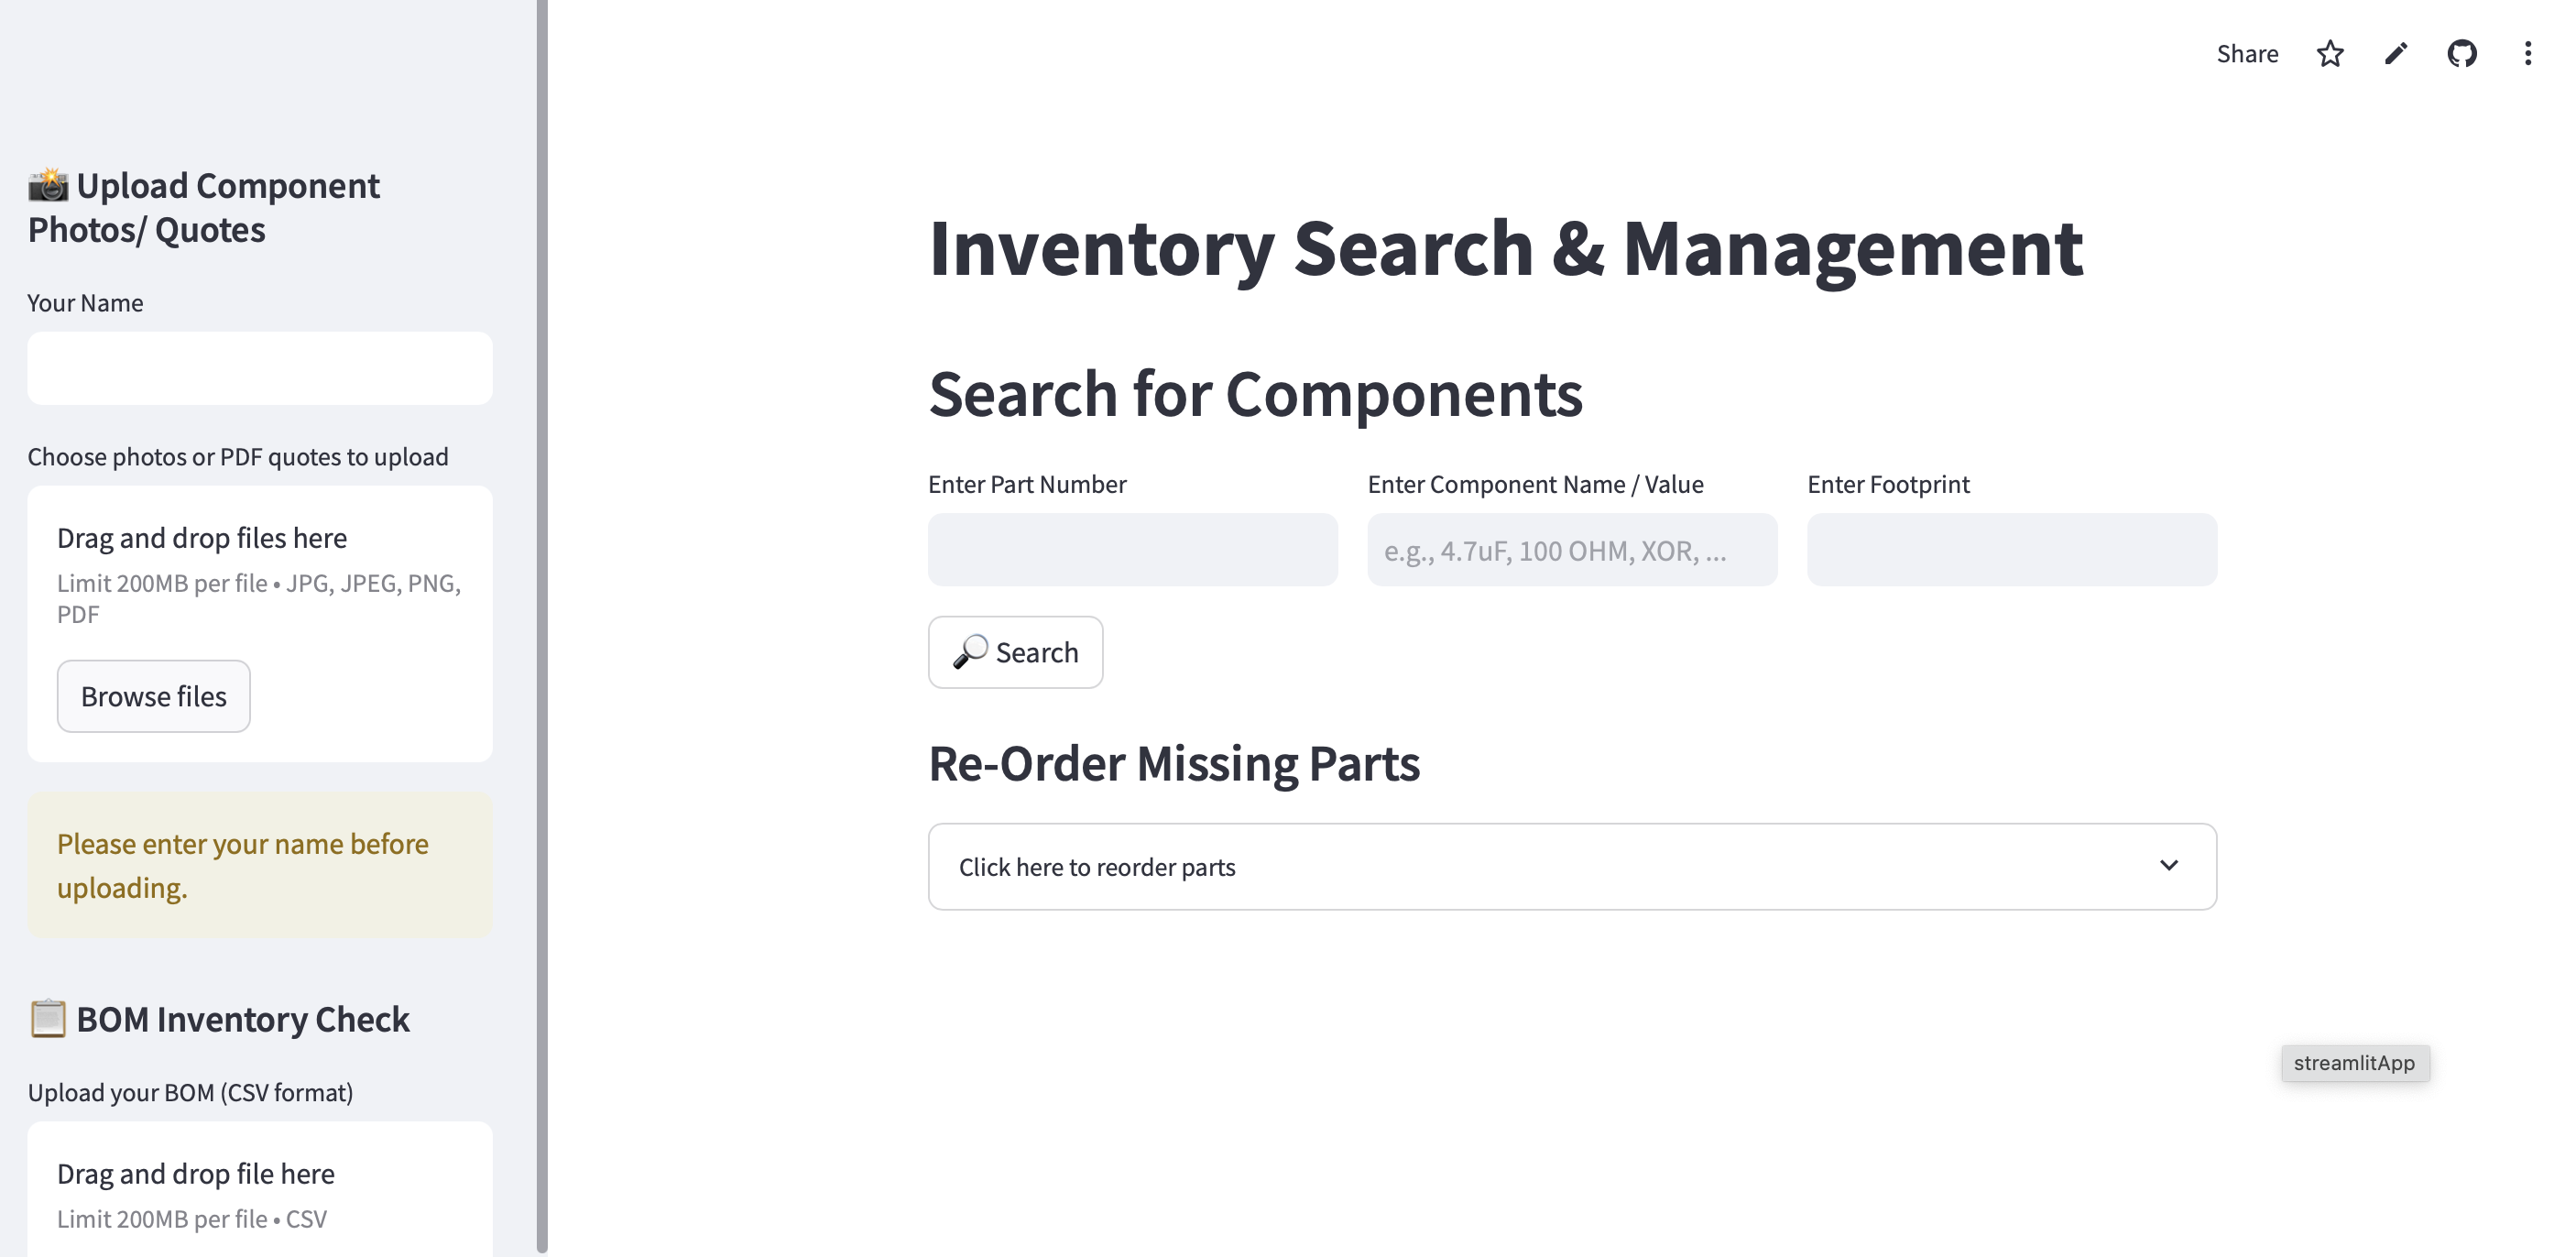 Share
Upload Component
Photos/ Quotes
Your Name
Choose photos or PDF quotes to upload
Drag and drop files here
Limit 200MB per file • JPG, JPEG, PNG,
PDF
Browse files
Please enter your name before
uploading.
BOM Inventory Check
Upload your BOM (CSV format)
Drag and drop file here
Limit 200MB per file • CSV
Inventory Search & Management
Search for Components
Enter Part Number
Enter Component Name / Value
Enter Footprint
e.g., 4.7uF, 100 OHM, XOR, ...
Search
Re-Order Missing Parts
Click here to reorder parts
streamlitApp